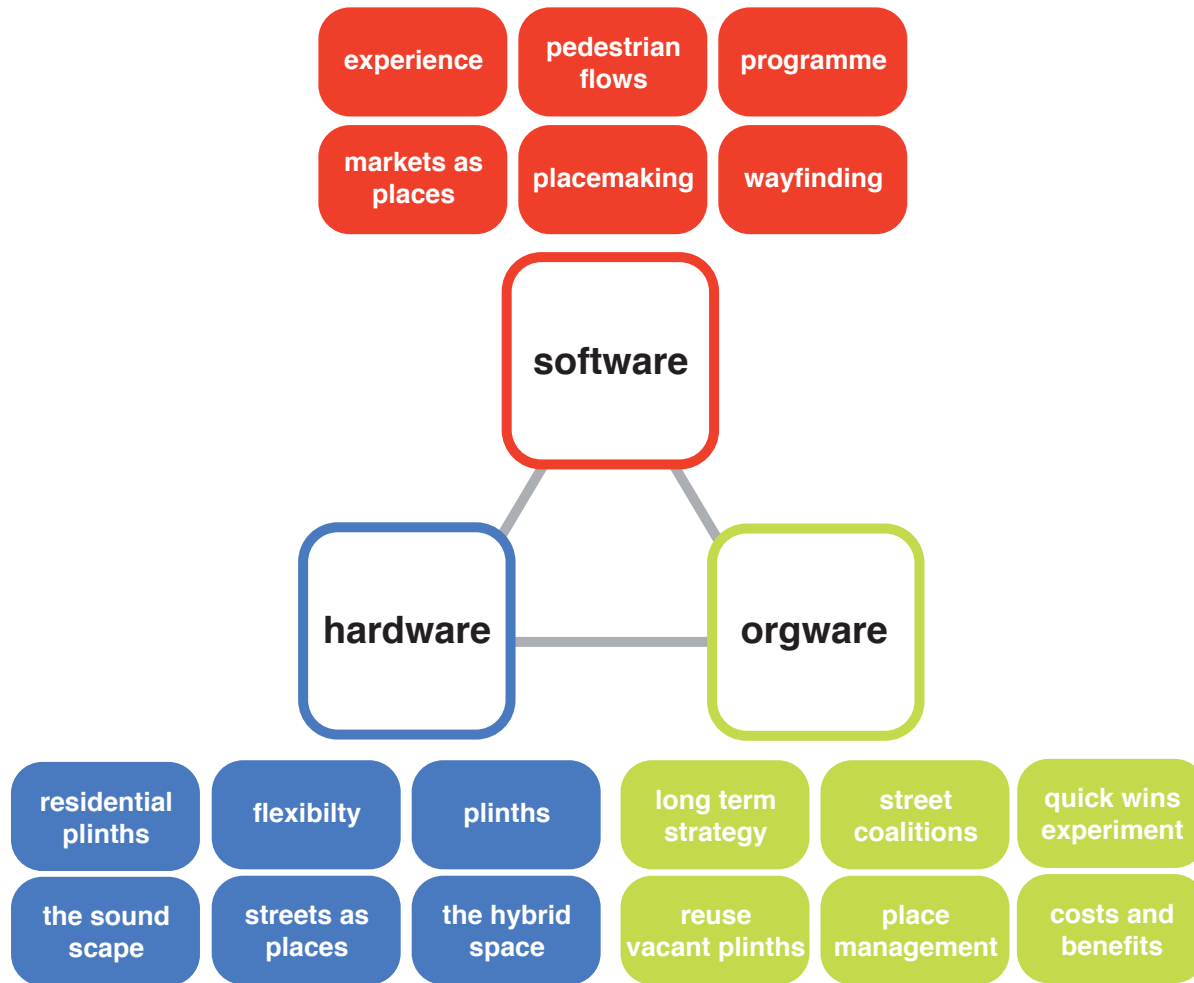 experience
pedestrian
flows
programme
markets as
places
placemaking
wayfinding
software
hardware
orgware
residential
plinths
flexibilty
plinths
long term
strategy
street
coalitions
quick wins
experiment
the sound
scape
streets as
places
the hybrid
space
reuse
vacant plinths
place
management
costs and
benefits